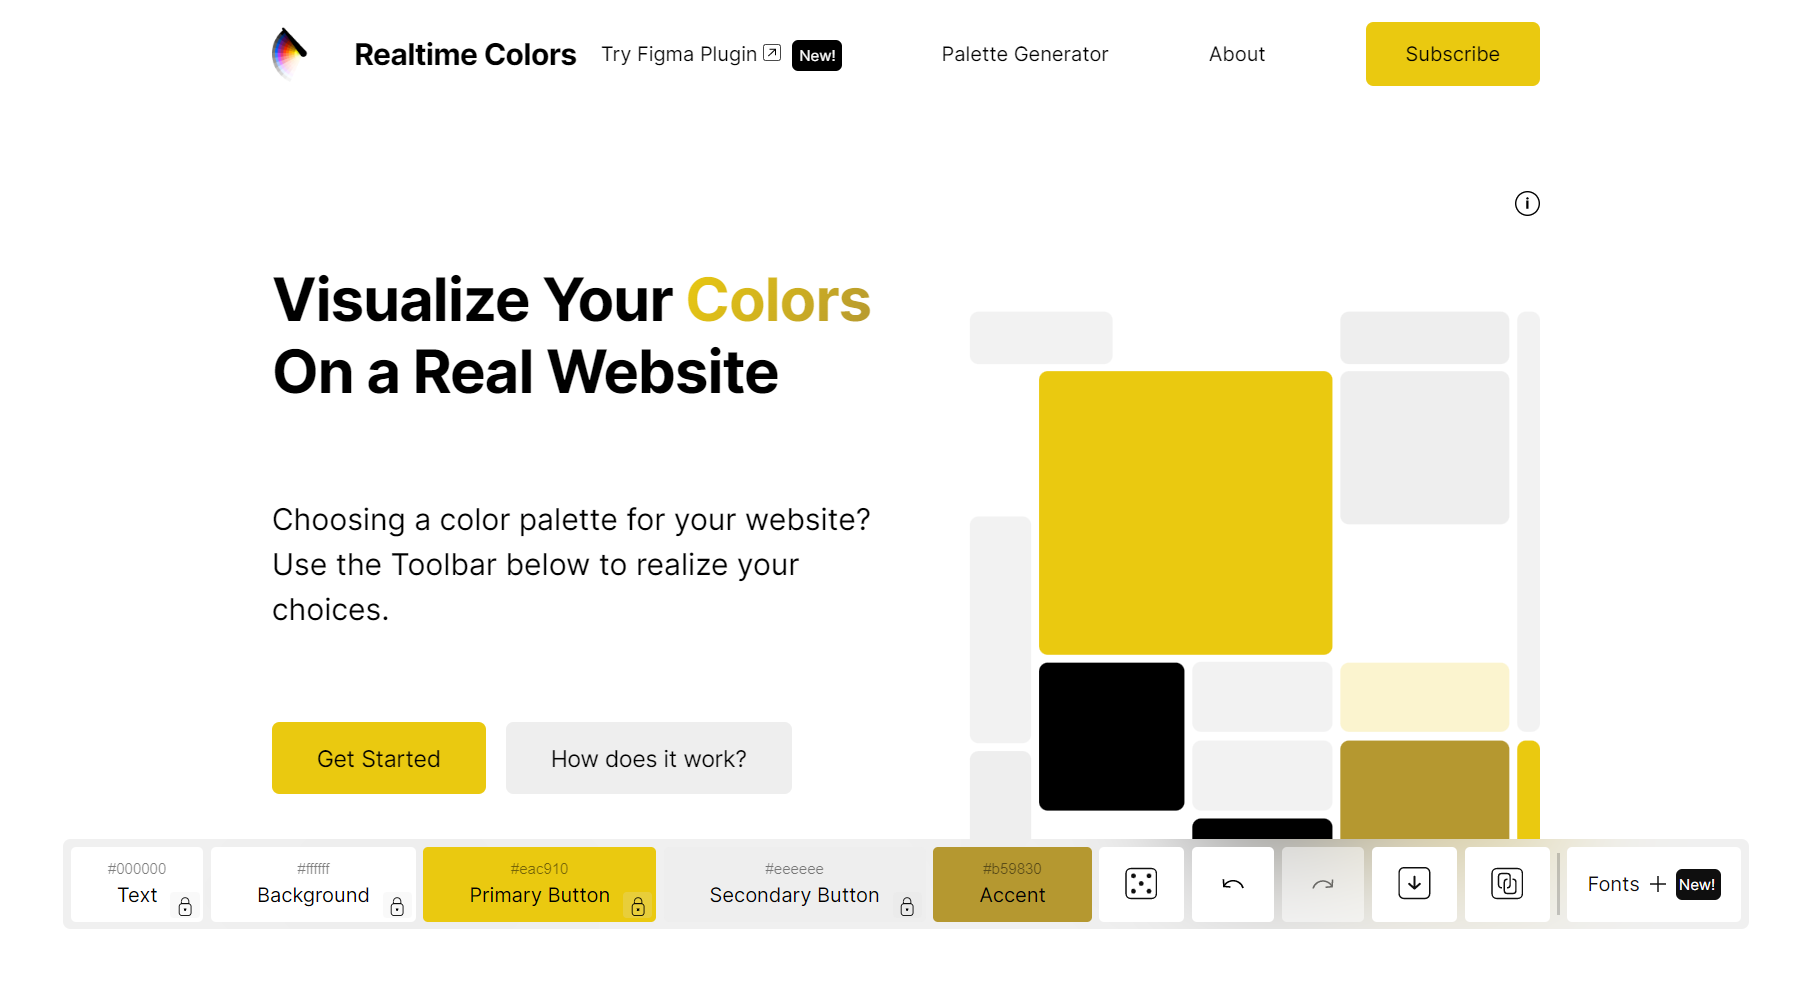 Realtime Colors Try Figma Plugin New! Palette Generator About Subscribe
Visualize Your Colors
On a Real Website
Choosing a color palette for your website?
Use the Toolbar below to realize your
choices.
Get Started How does it work?
#000000 #ffffff #eac910 #eeeeee #b59830
Text Background Primary Button Secondary Button Accent Fonts + New!